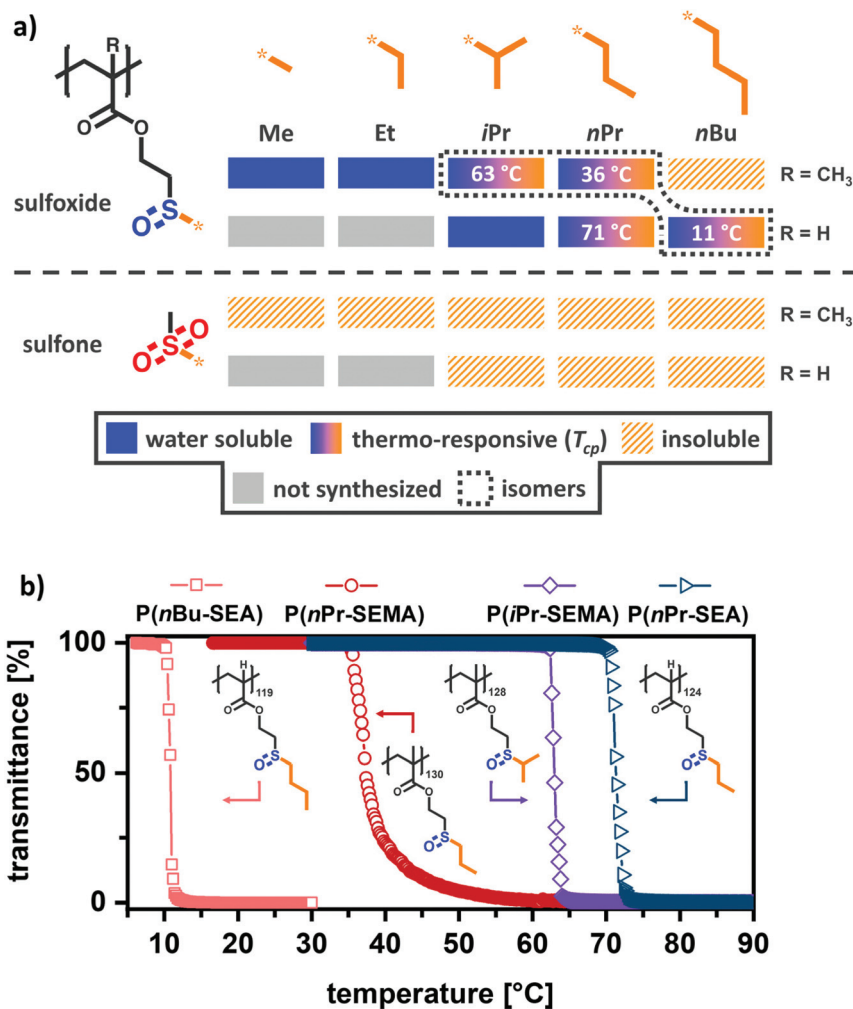 a)
R
O
O
sulfoxide
O
S
*
*
*
*
*
*
Me Et iPr nPr nBu
63 °C 36 °C R = CH3
71 °C 11 °C R = H
sulfone
O
S
O
*
R = CH3
R = H
water soluble thermo-responsive (Tcp) insoluble
not synthesized isomers
b)
P(nBu-SEA) P(nPr-SEMA) P(iPr-SEMA) P(nPr-SEA)
transmittance [%]
100
50
0
H
119
O
O
S
O
130
O
O
S
O
128
O
O
S
O
H
124
O
O
S
O
10 20 30 40 50 60 70 80 90
temperature [°C]